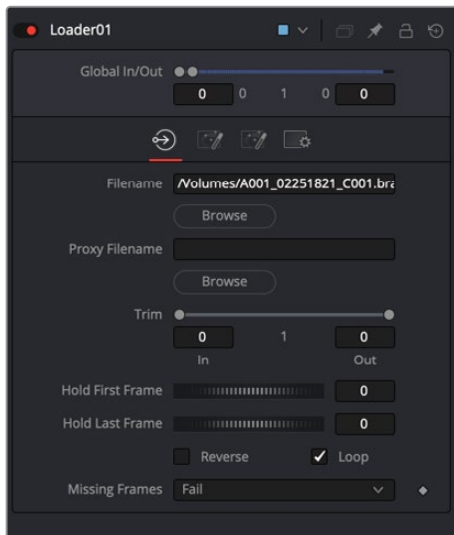 Loader01
Global In/Out
0 0 1 0 0
Filename /Volumes/A001_02251821_C001.bra
Browse
Proxy Filename
Browse
Trim
0 1 0
In Out
Hold First Frame 0
Hold Last Frame 0
Reverse Loop
Missing Frames Fail